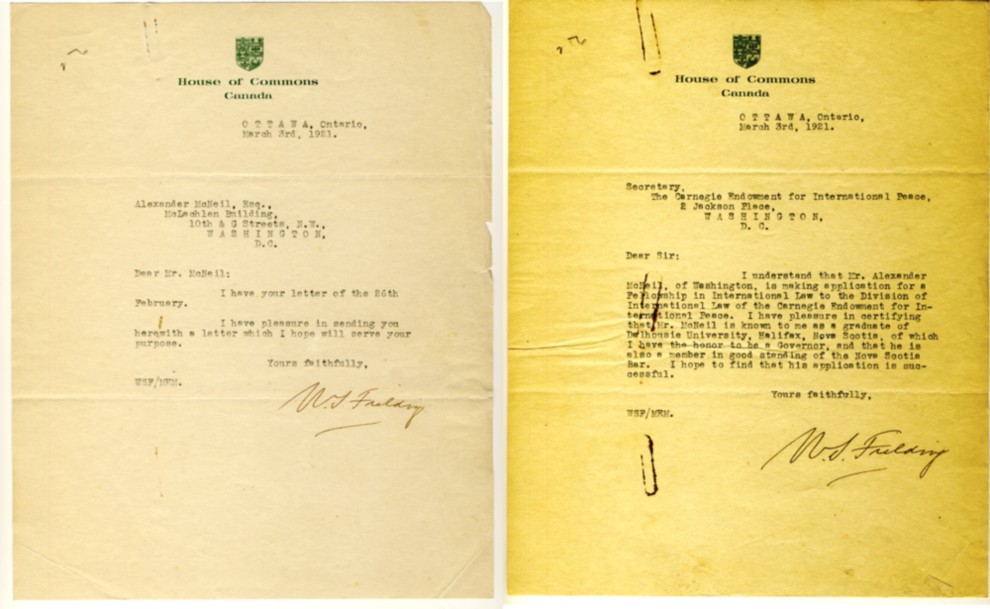 House of Commons
Canada
O T T A W A, Ontario,
March 3rd, 1921.
Alexander McNeil, Esq.,
McLachlen Building,
10th & G Streets, N.W.,
W A S H I N G T O N,
D.C.
Dear Mr. McNeil:
I have your letter of the 26th
February.
I have pleasure in sending you
herewith a letter which I hope will serve your
purpose.
Yours faithfully,
WSF/MEM.
W. S. Fielding
House of Commons
Canada
O T T A W A, Ontario,
March 3rd, 1921.
Secretary,
The Carnegie Endowment for International Peace,
2 Jackson Place,
W A S H I N G T O N,
D. C.
Dear Sir:
I understand that Mr. Alexander
McNeil, of Washington, is making application for a
Fellowship in International Law to the Division of
International Law of the Carnegie Endowment for In-
ternational Peace. I have pleasure in certifying
that Mr. McNeil is known to me as a graduate of
Dalhousie University, Halifax, Nova Scotia, of which
I have the honor to be a Governor, and that he is
also a member in good standing of the Nova Scotia
Bar. I hope to find that his application is suc-
cessful.
Yours faithfully,
WSF/MEM.
W. S. Fielding